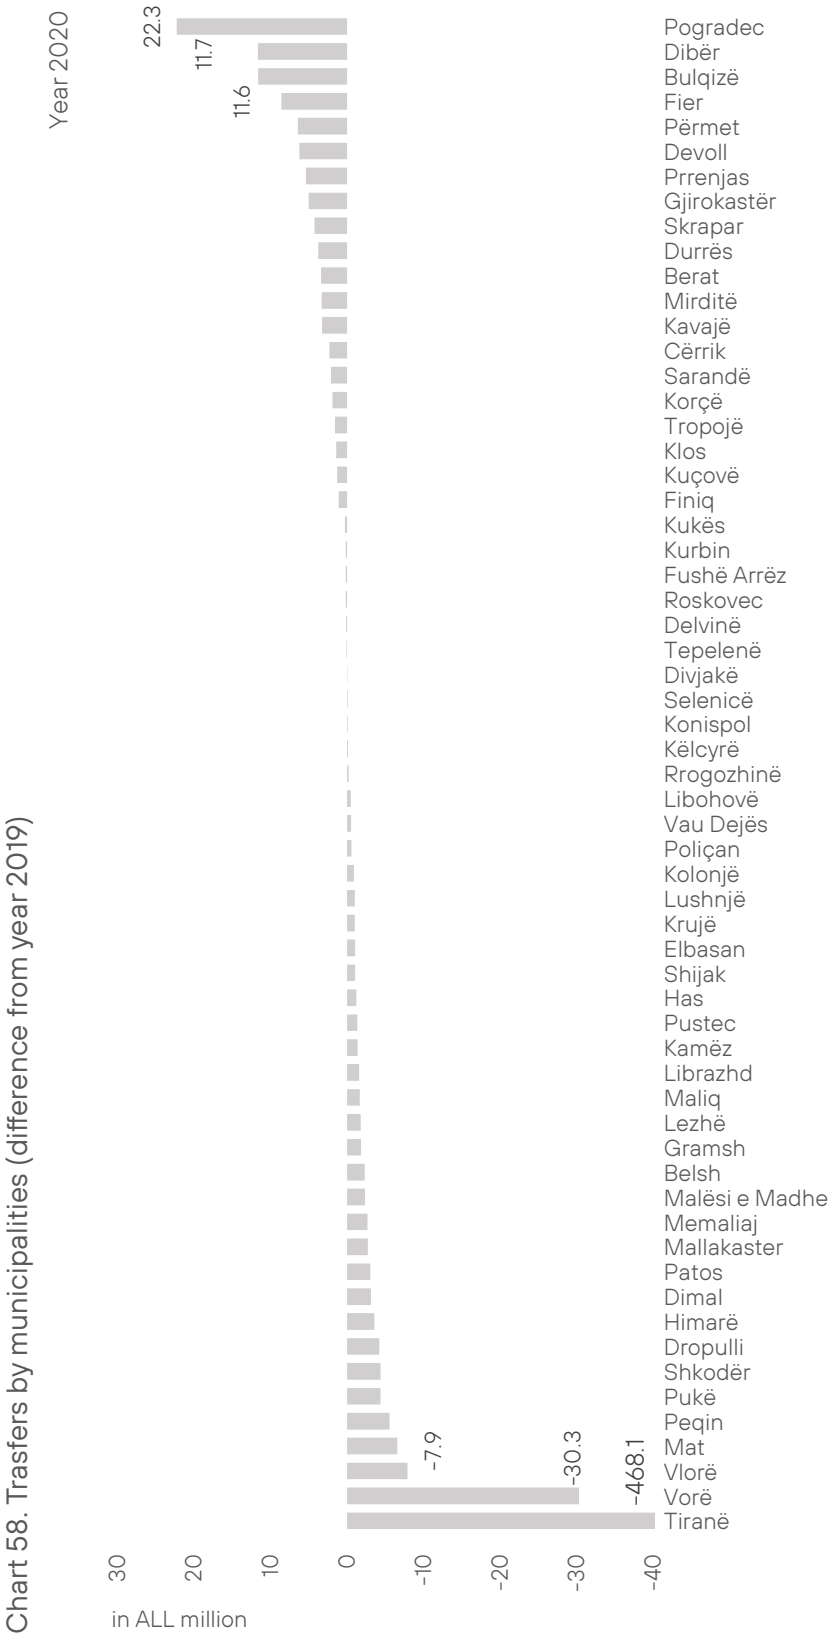 Chart 58. Trasfers by municipalities (difference from year 2019)
Year 2020
in ALL million
30
20
10
0
-10
-20
-30
-40
22.3
11.7
11.6
-7.9
-30.3
-468.1
Pogradec
Dibër
Bulqizë
Fier
Përmet
Devoll
Prrenjas
Gjirokastër
Skrapar
Durrës
Berat
Mirditë
Kavajë
Cërrik
Sarandë
Korçë
Tropojë
Klos
Kuçovë
Finiq
Kukës
Kurbin
Fushë Arrëz
Roskovec
Delvinë
Tepelenë
Divjakë
Selenicë
Konispol
Këlcyrë
Rrogozhinë
Libohovë
Vau Dejës
Poliçan
Kolonjë
Lushnjë
Krujë
Elbasan
Shijak
Has
Pustec
Kamëz
Librazhd
Maliq
Lezhë
Gramsh
Belsh
Malësi e Madhe
Memaliaj
Mallakaster
Patos
Dimal
Himarë
Dropulli
Shkodër
Pukë
Peqin
Mat
Vlorë
Vorë
Tiranë